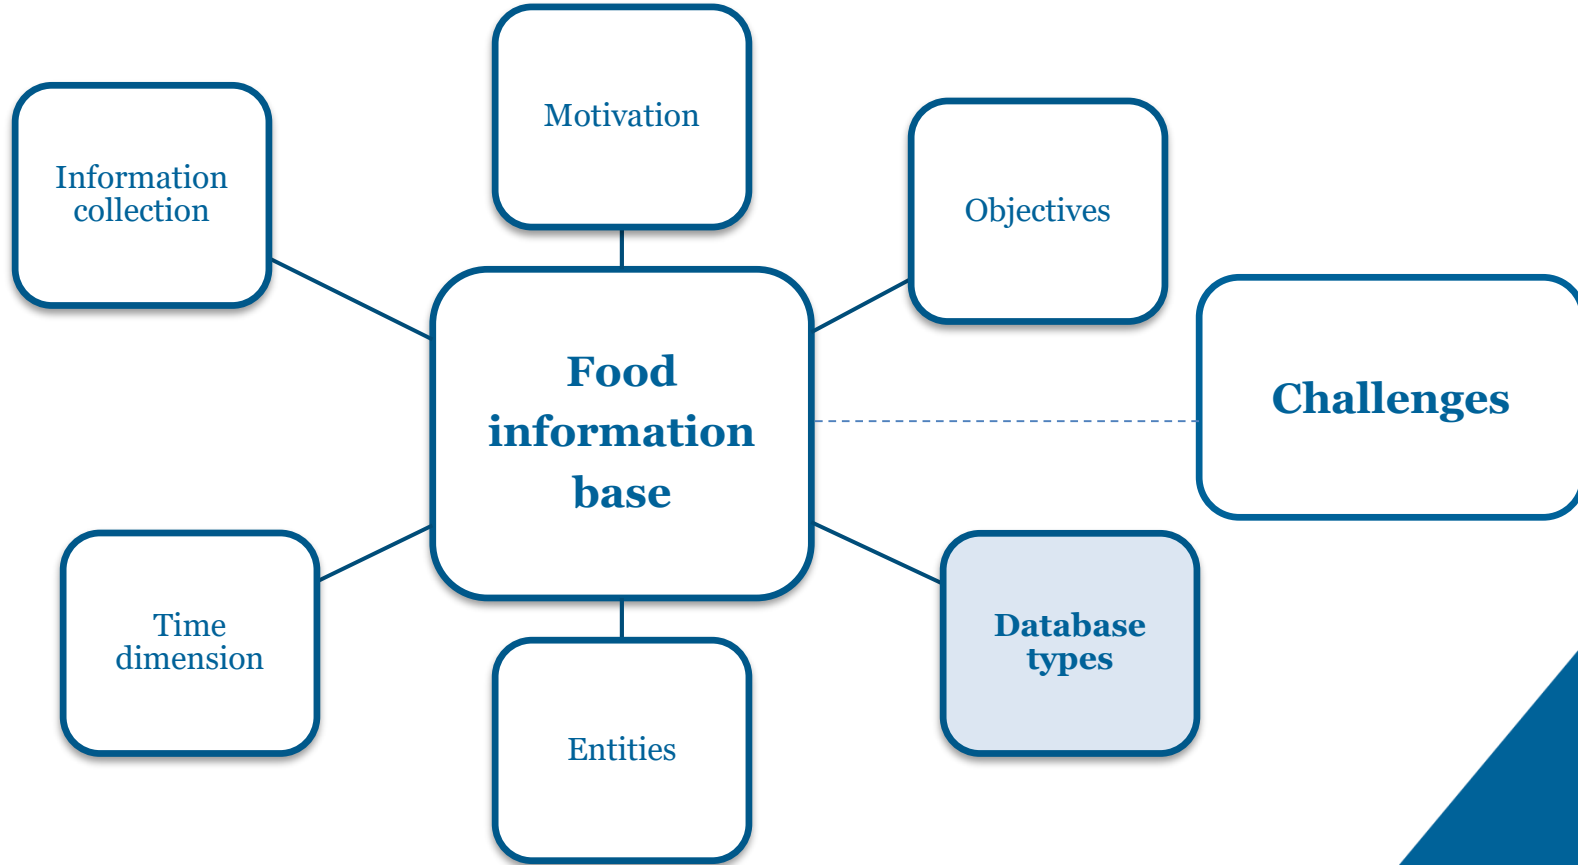 Motivation
Information
collection
Objectives
Food
information
base
Challenges
Time
dimension
Database
types
Entities